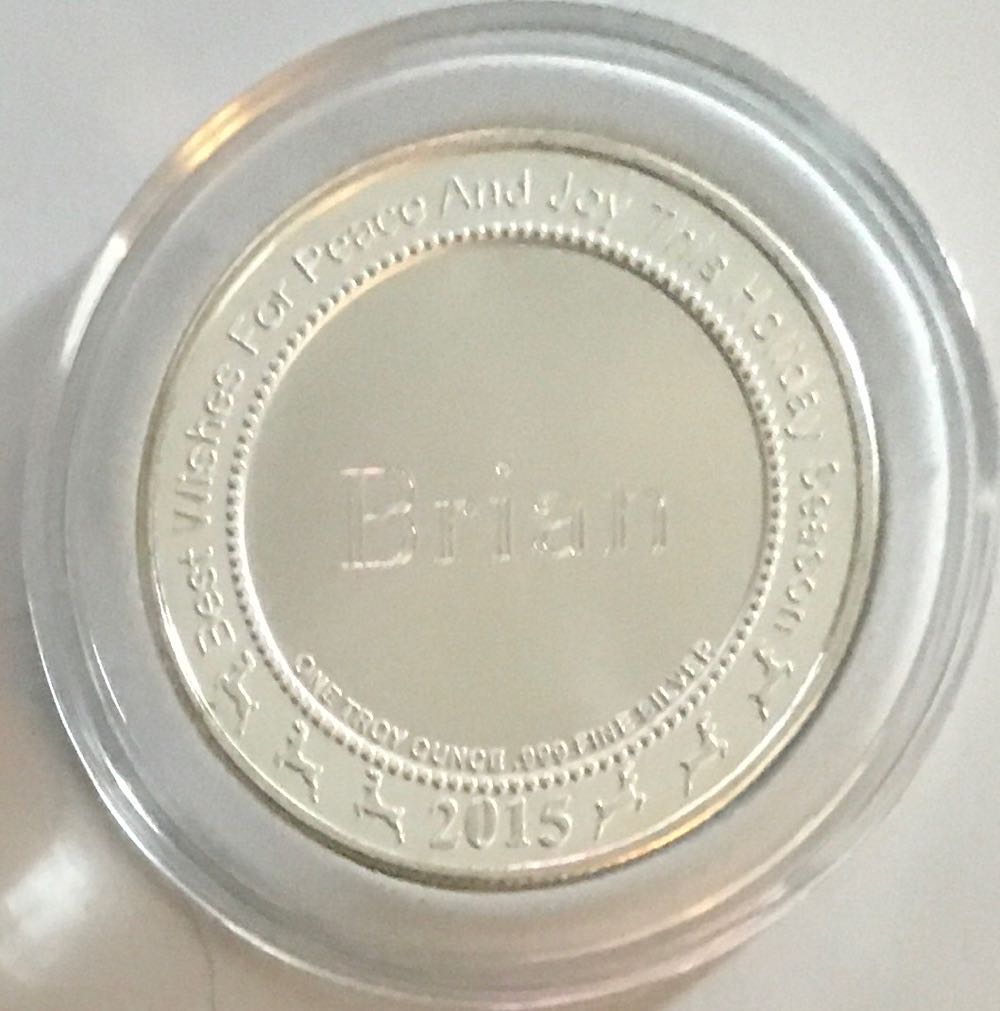 Best Wishes For Peace And Joy This Holiday Season
Brian
ONE TROY OUNCE .999 FINE SILVER
2015